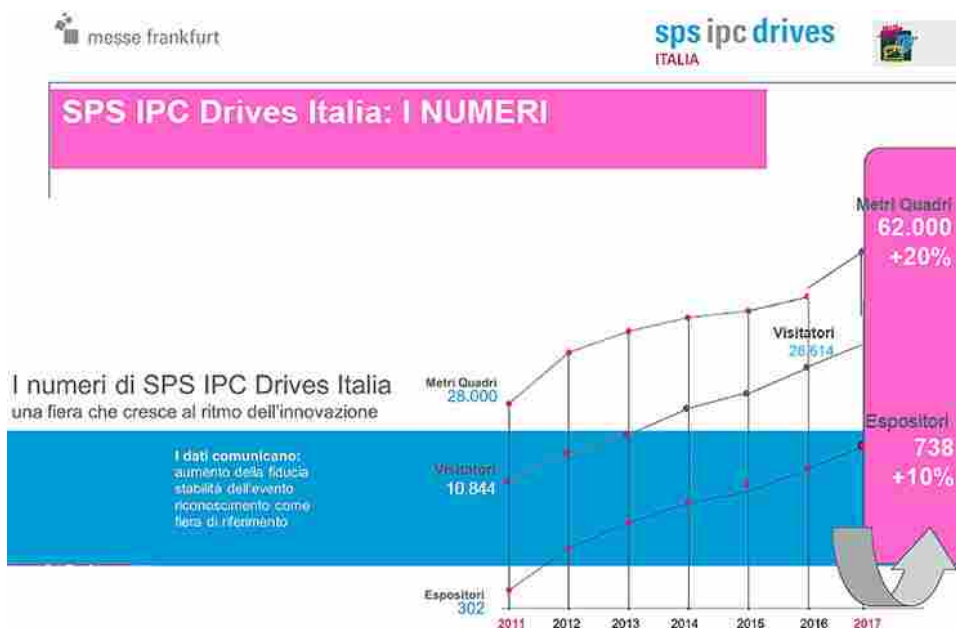 messe frankfurt
sps ipc drives
ITALIA
SPS IPC Drives Italia: I NUMERI
Metri Quadri
62.000
+20%
Visitatori
28.614
I numeri di SPS IPC Drives Italia
una fiera che cresce al ritmo dell'innovazione
Metri Quadri
28.000
Espositori
738
+10%
I dati comunicano:
aumento della fiducia
stabilità dell'evento
riconoscimento come
fiera di riferimento
Visitatori
10.844
Espositori
302
2011 2012 2013 2014 2015 2016 2017